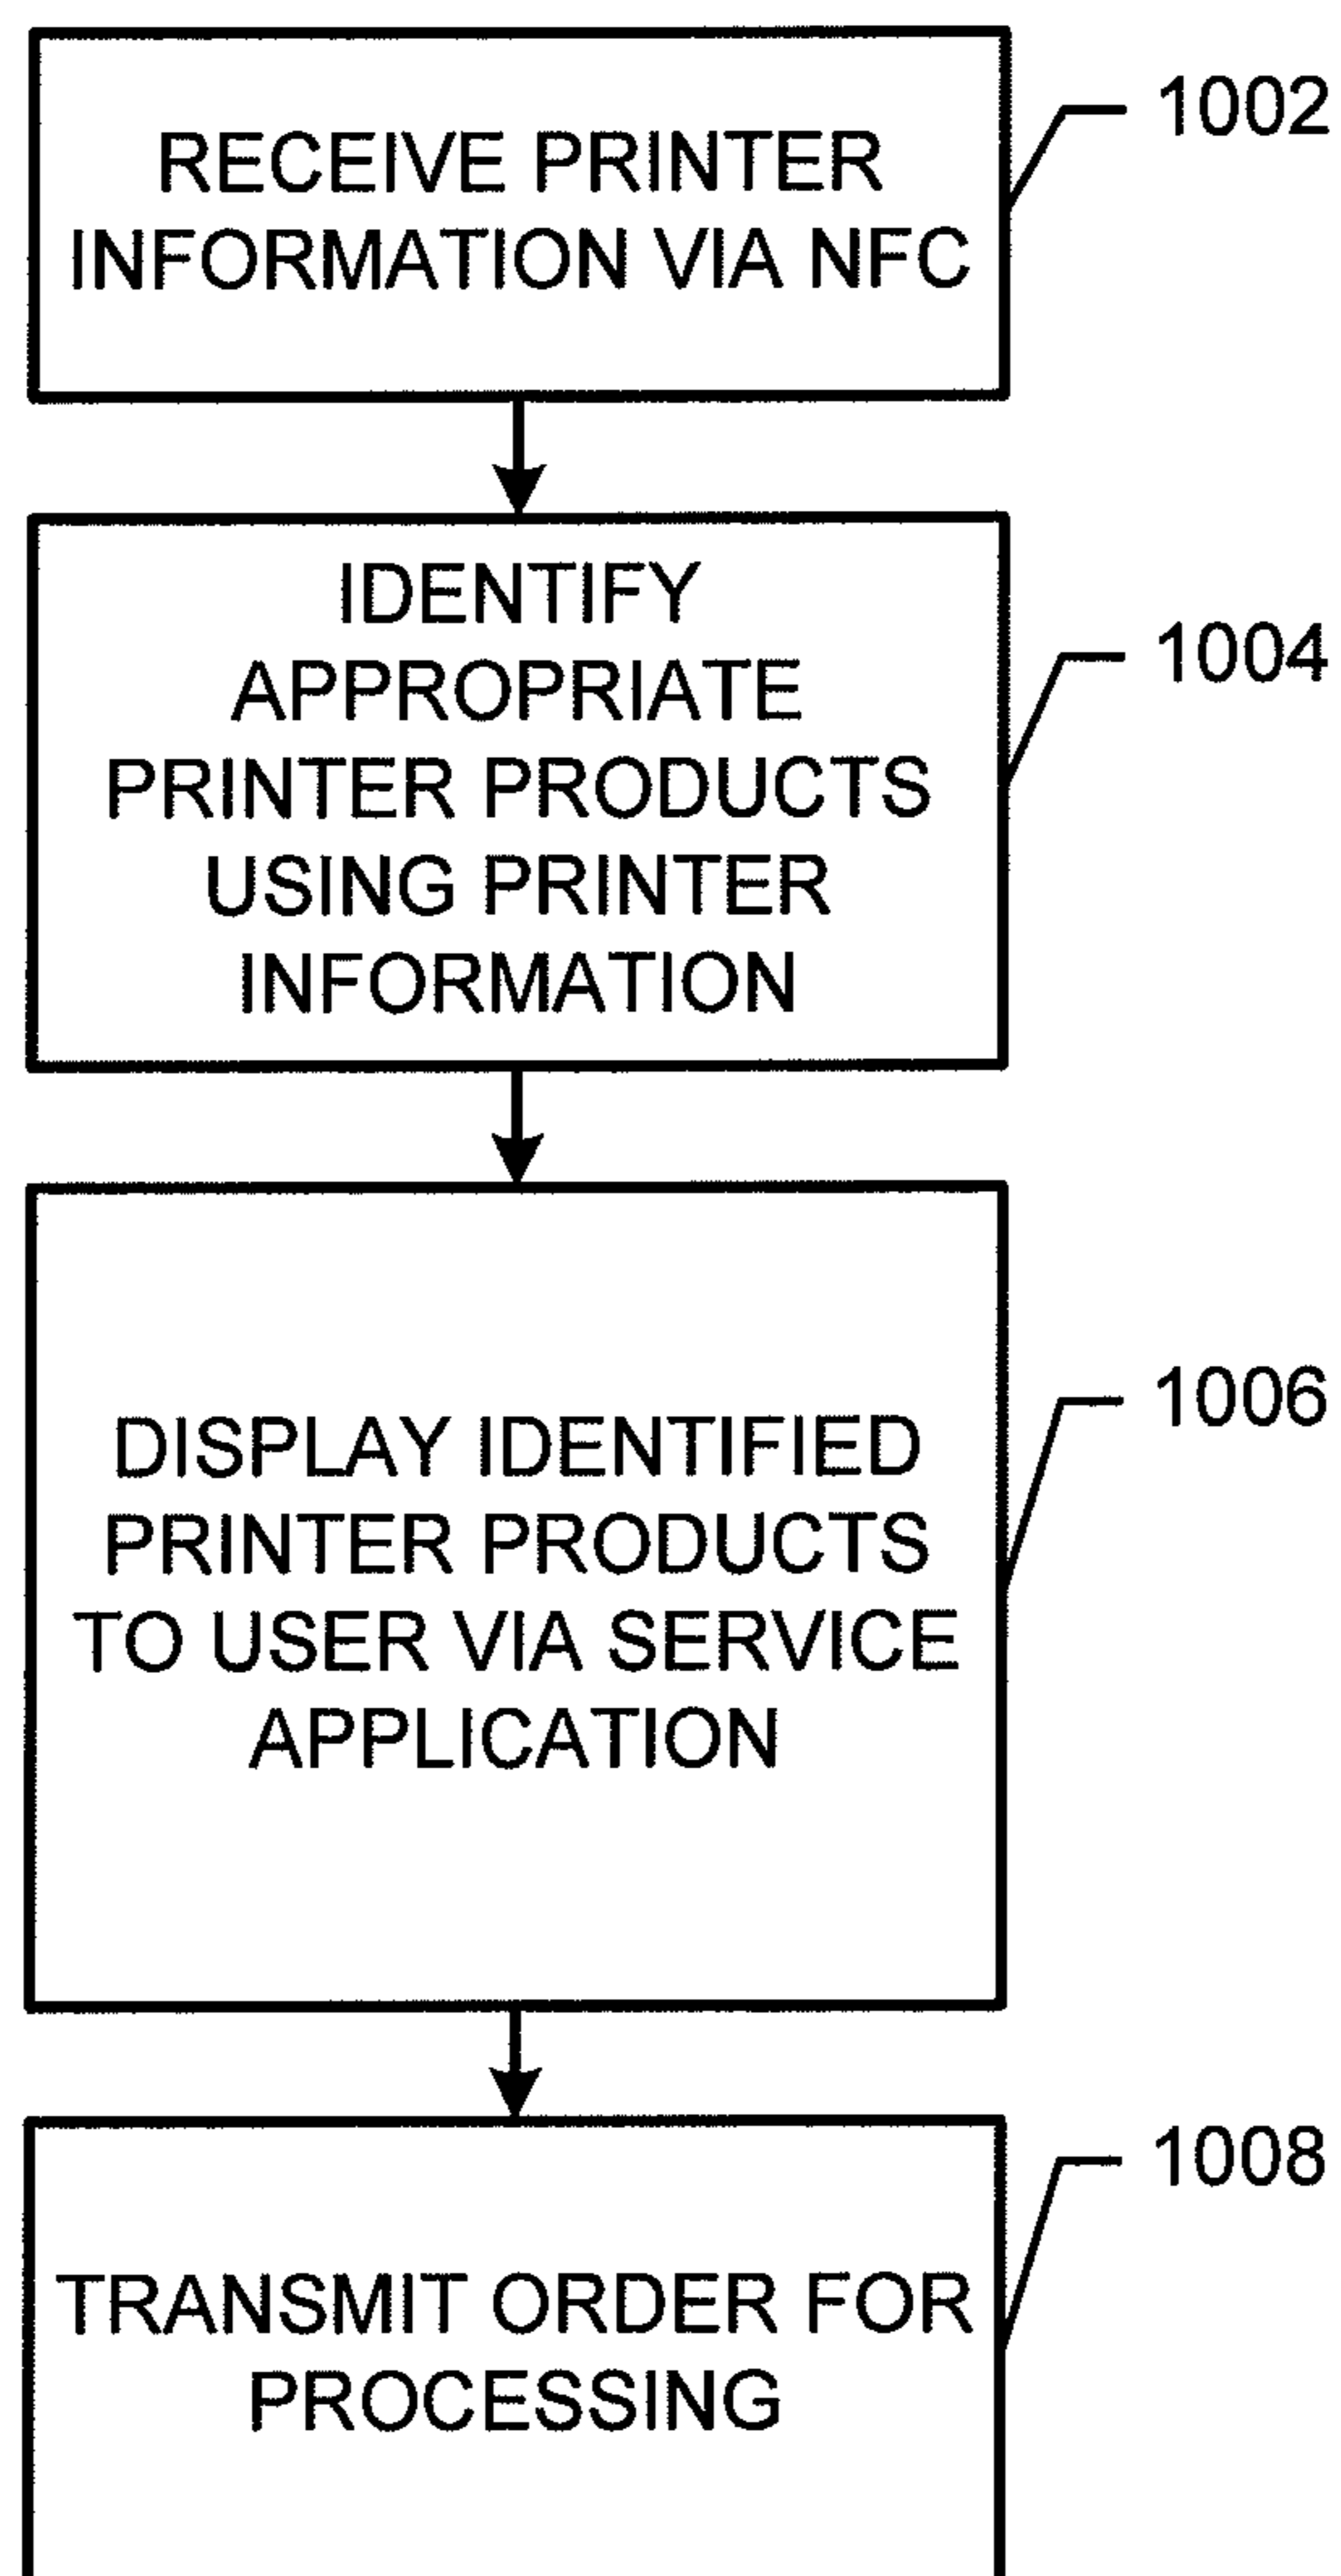 RECEIVE PRINTER
INFORMATION VIA NFC
1002
IDENTIFY
APPROPRIATE
PRINTER PRODUCTS
USING PRINTER
INFORMATION
1004
DISPLAY IDENTIFIED
PRINTER PRODUCTS
TO USER VIA SERVICE
APPLICATION
1006
TRANSMIT ORDER FOR
PROCESSING
1008